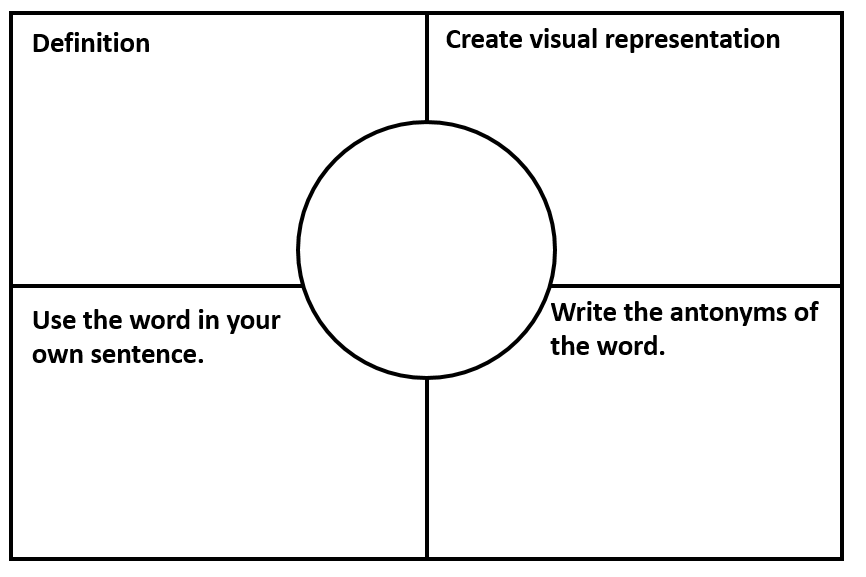 Definition
Create visual representation
Use the word in your
own sentence.
Write the antonyms of
the word.